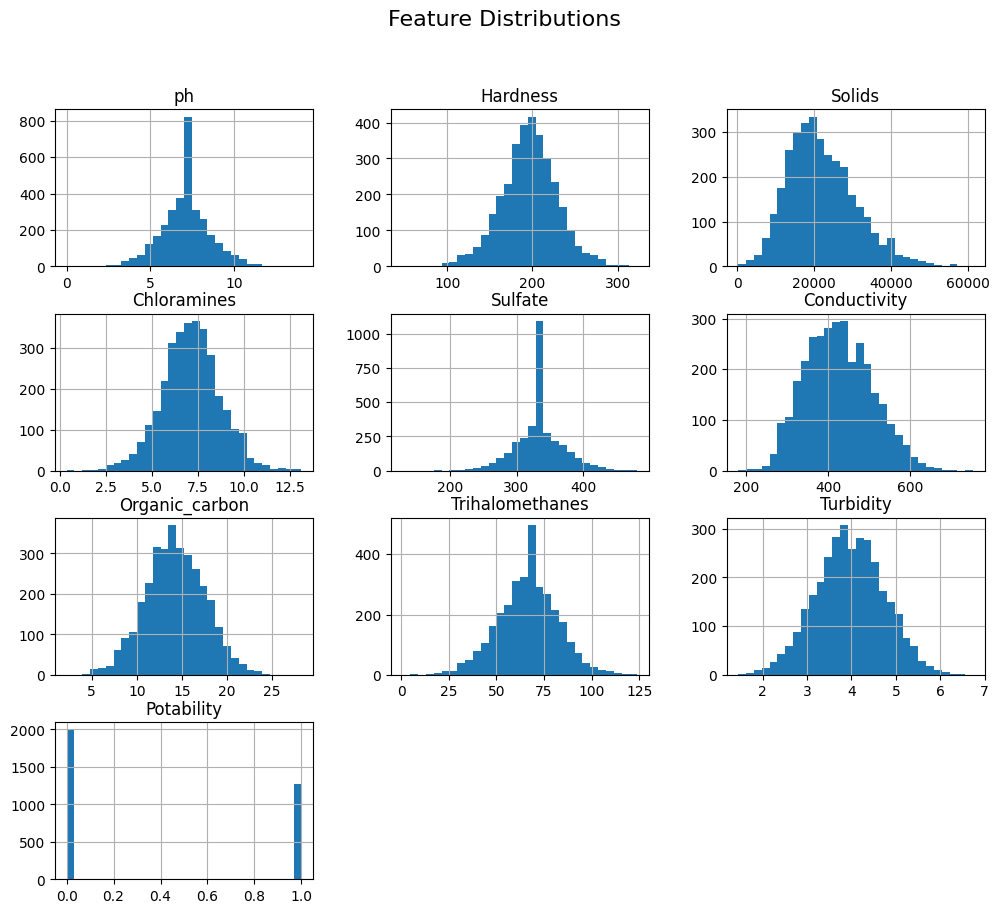 Feature Distributions
ph
Hardness
Solids
800
600
400
200
0
0 5 10
400
300
200
100
0
100 200 300
300
200
100
0
0 20000 40000 60000
Chloramines
Sulfate
Conductivity
300
200
100
0
0.0 2.5 5.0 7.5 10.0 12.5
1000
750
500
250
0
200 300 400
300
200
100
0
200 400 600
Organic_carbon
Trihalomethanes
Turbidity
300
200
100
0
5 10 15 20 25
400
200
0
0 25 50 75 100 125
300
200
100
0
2 3 4 5 6 7
Potability
2000
1500
1000
500
0
0.0 0.2 0.4 0.6 0.8 1.0